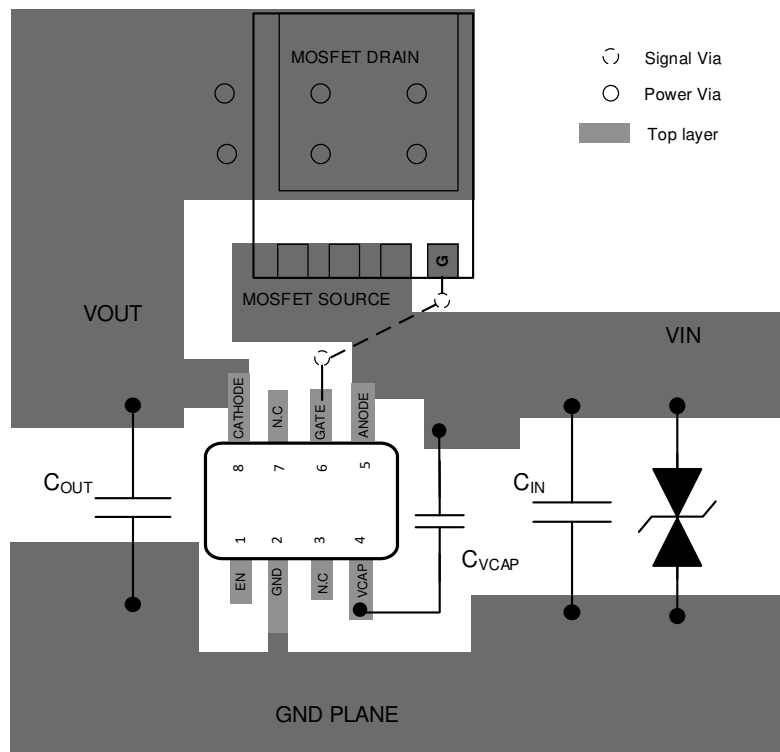 MOSFET DRAIN
Signal Via
Power Via
Top layer
G
MOSFET SOURCE
VOUT
VIN
CATHODE
N.C
GATE
ANODE
8
7
6
5
COUT
CIN
1
2
3
4
CVCAP
EN
GND
N.C
VCAP
GND PLANE